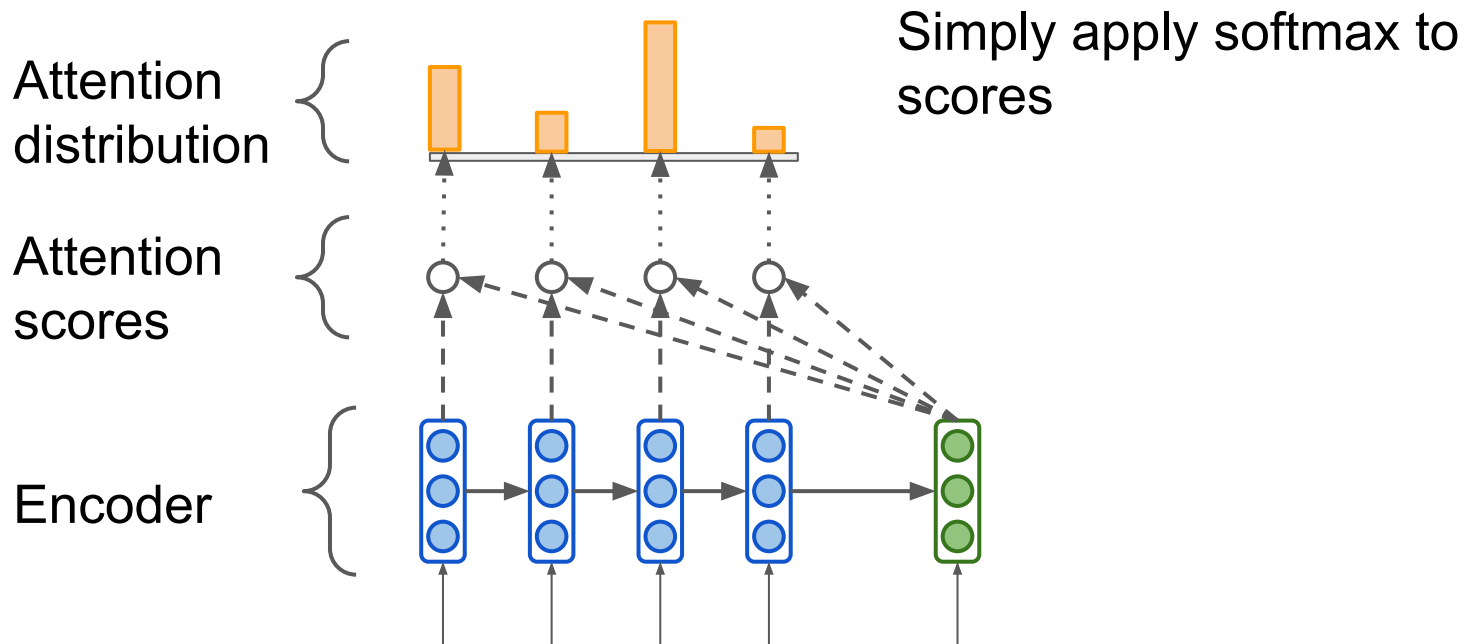 Simply apply softmax to
scores
Attention
distribution
Attention
scores
Encoder